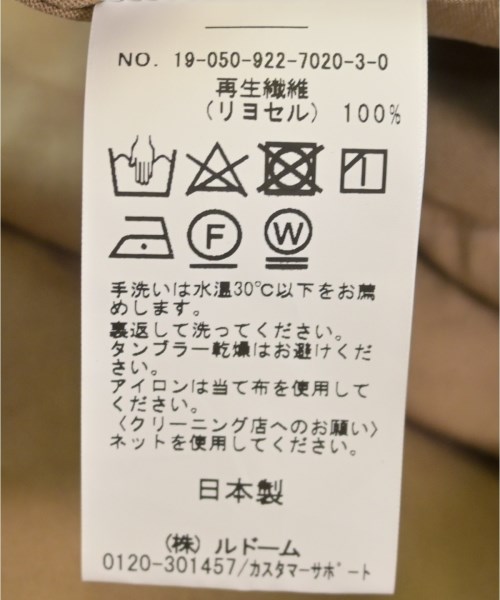 NO. 19-050-922-7020-3-0
再生繊維
（リヨセル） 100%
F
W
手洗いは水温30℃以下をお薦
めします。
裏返して洗ってください。
タンブラー乾燥はお避けくだ
さい。
アイロンは当て布を使用して
ください。
〈クリーニング店へのお願い〉
ネットを使用してください。
日本製
（株）ルドーム
0120-301457/カスタマーサポート